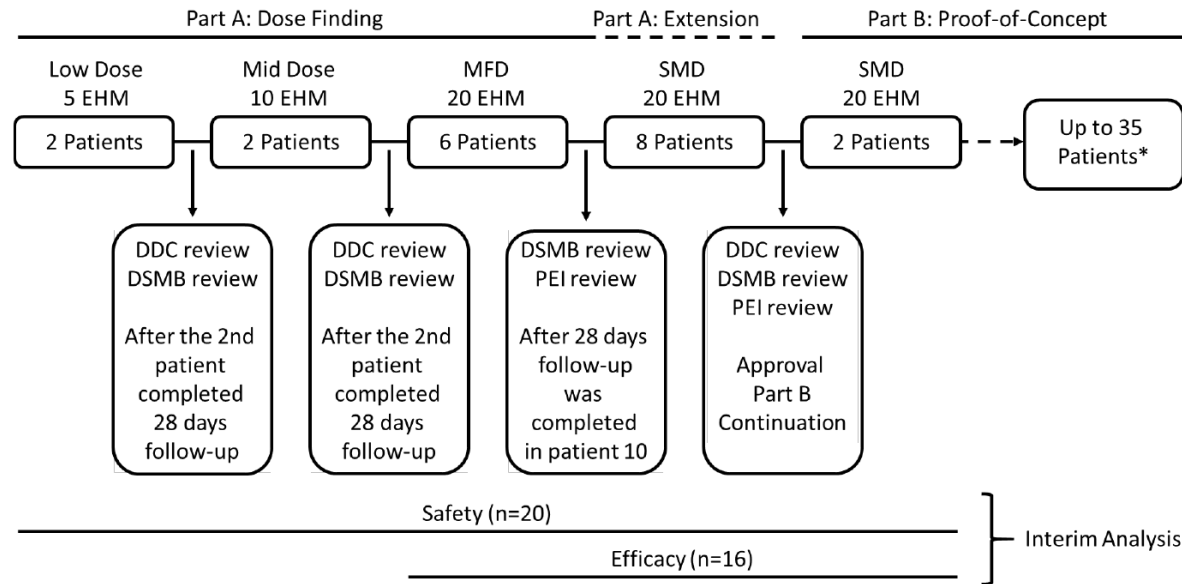 Part A: Dose Finding
Part A: Extension
Part B: Proof-of-Concept
Low Dose
5 EHM
2 Patients
Mid Dose
10 EHM
2 Patients
MFD
20 EHM
6 Patients
SMD
20 EHM
8 Patients
SMD
20 EHM
2 Patients
Up to 35
Patients*
DDC review
DSMB review
After the 2nd
patient
completed
28 days
follow-up
DDC review
DSMB review
After the 2nd
patient
completed
28 days
follow-up
DSMB review
PEI review
After 28 days
follow-up
was
completed
in patient 10
DDC review
DSMB review
PEI review
Approval
Part B
Continuation
Safety (n=20)
Efficacy (n=16)
Interim Analysis